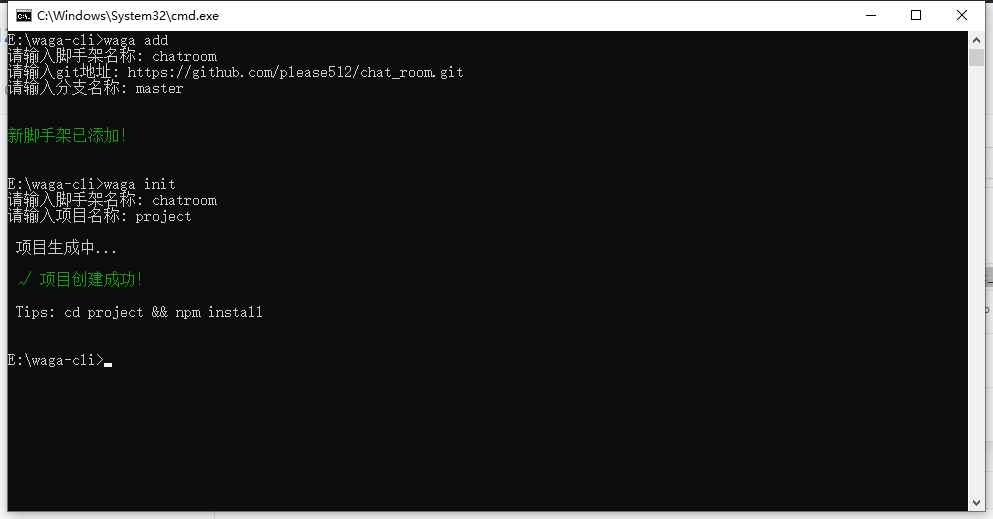 C:\Windows\System32\cmd.exe
E:\waga-cli>waga add
请输入脚手架名称: chatroom
请输入git地址: https://github.com/please512/chat_room.git
请输入分支名称: master
新脚手架已添加!
E:\waga-cli>waga init
请输入脚手架名称: chatroom
请输入项目名称: project
项目生成中...
√ 项目创建成功!
Tips: cd project && npm install
E:\waga-cli>